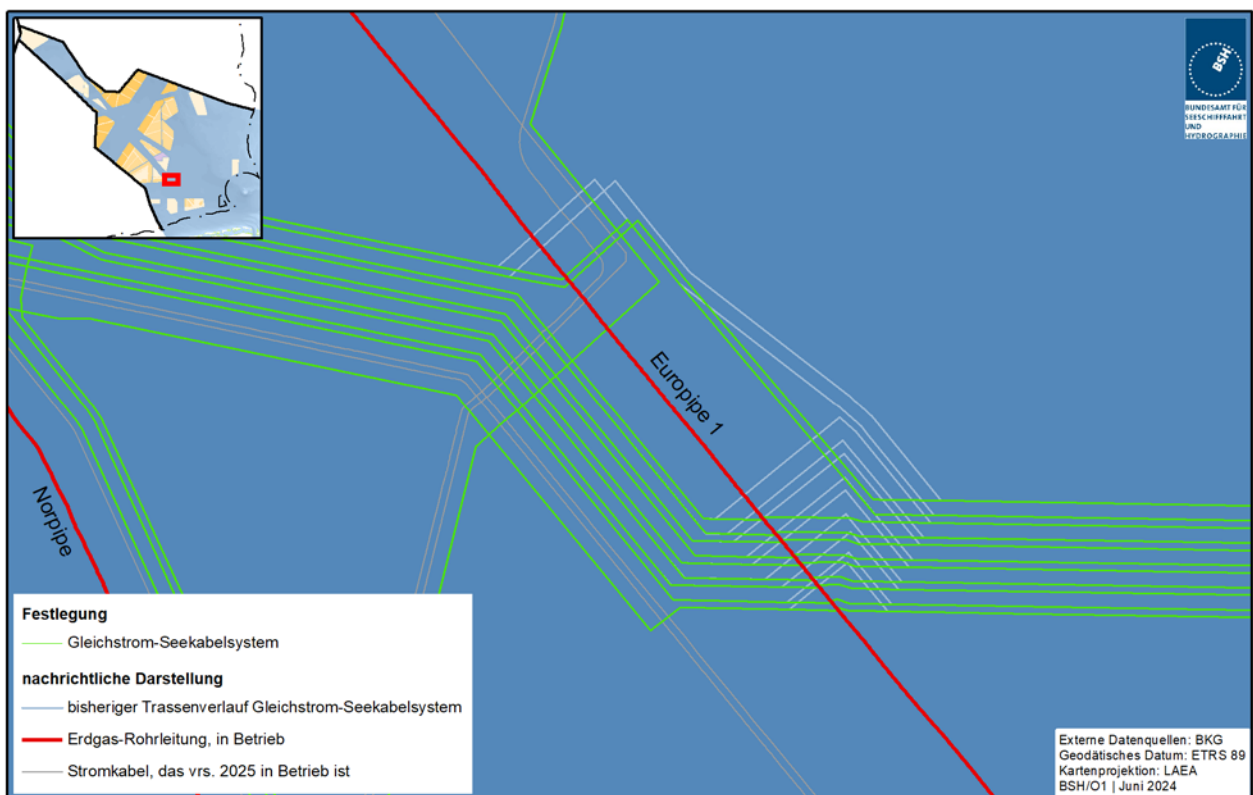 BSH
BUNDESAMT FÜR
SEESCHIFFFAHRT
UND
HYDROGRAPHIE
Europipe 1
Norpipe
Festlegung
Gleichstrom-Seekabelsystem
nachrichtliche Darstellung
bisheriger Trassenverlauf Gleichstrom-Seekabelsystem
Erdgas-Rohrleitung, in Betrieb
Stromkabel, das vrs. 2025 in Betrieb ist
Externe Datenquellen: BKG
Geodätisches Datum: ETRS 89
Kartenprojektion: LAEA
BSH/O1 | Juni 2024